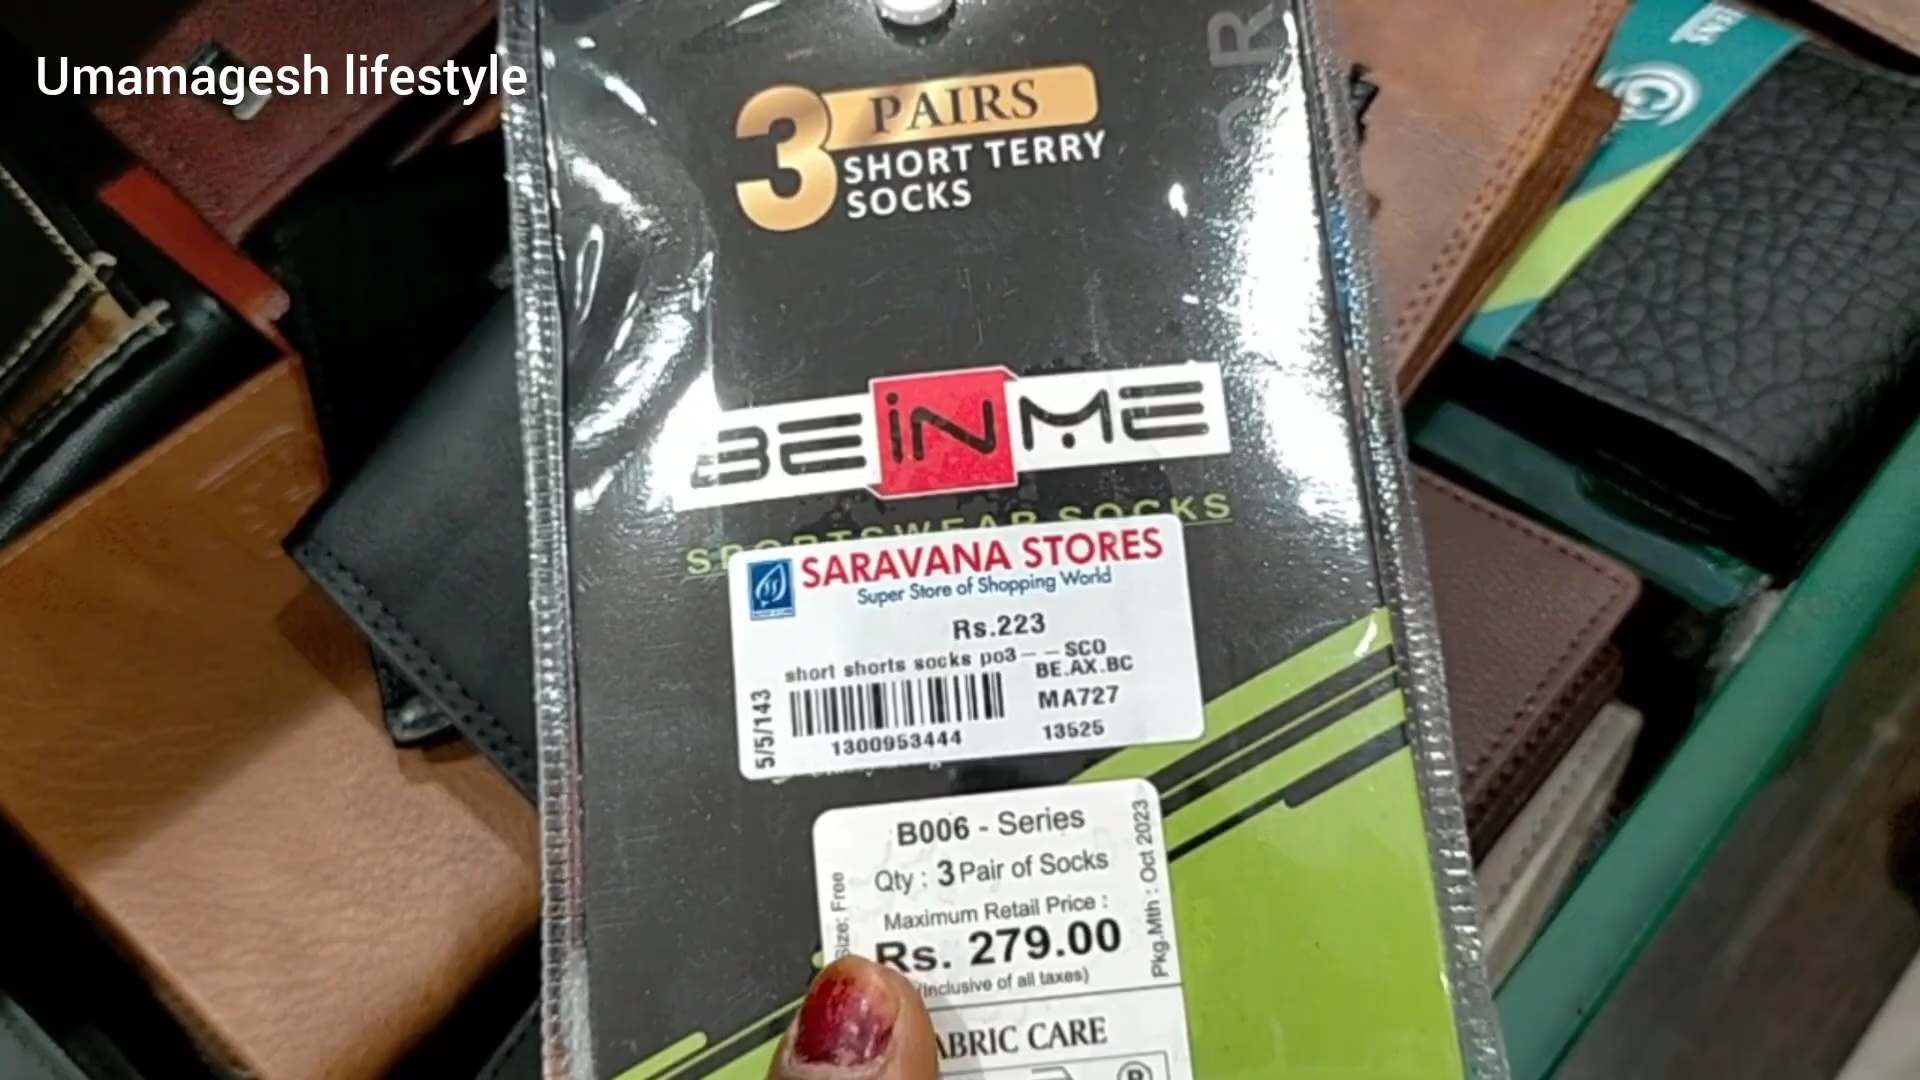 Umamagesh lifestyle
3 PAIRS
SHORT TERRY
SOCKS
BE iN ME
SPORTSWEAR SOCKS
SARAVANA STORES
Super Store of Shopping World
Rs.223
short shorts socks po3- -SCO
BE.AX.BC
MA727
1300953444
13525
5/5/143
B006 - Series
Qty : 3 Pair of Socks
Maximum Retail Price :
Rs. 279.00
(Inclusive of all taxes)
Size: Free
Pkg.Mth : Oct 2023
ABRIC CARE